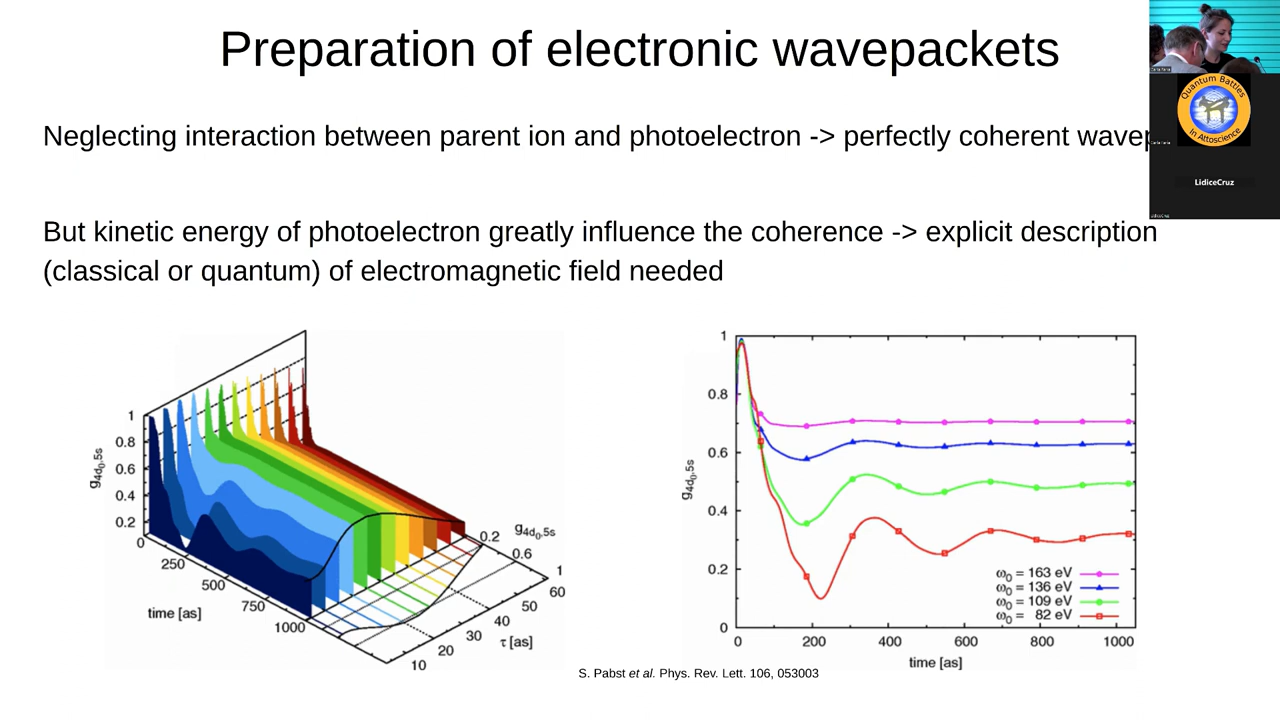 Preparation of electronic wavepackets
Neglecting interaction between parent ion and photoelectron -> perfectly coherent wavep
But kinetic energy of photoelectron greatly influence the coherence -> explicit description
(classical or quantum) of electromagnetic field needed
Quantum Battles
in Attoscience
LidiceCruz
1
0.8
0.6
0.4
0.2
g4d₀,5s
0
250
500
750
1000
time [as]
10
20
30
40
50
60
τ [as]
0.2
0.6
1
g4d₀,5s
1
0.8
0.6
0.4
0.2
0
g4d₀,5s
ω₀ = 163 eV
ω₀ = 136 eV
ω₀ = 109 eV
ω₀ = 82 eV
0 200 400 600 800 1000
time [as]
S. Pabst et al. Phys. Rev. Lett. 106, 053003